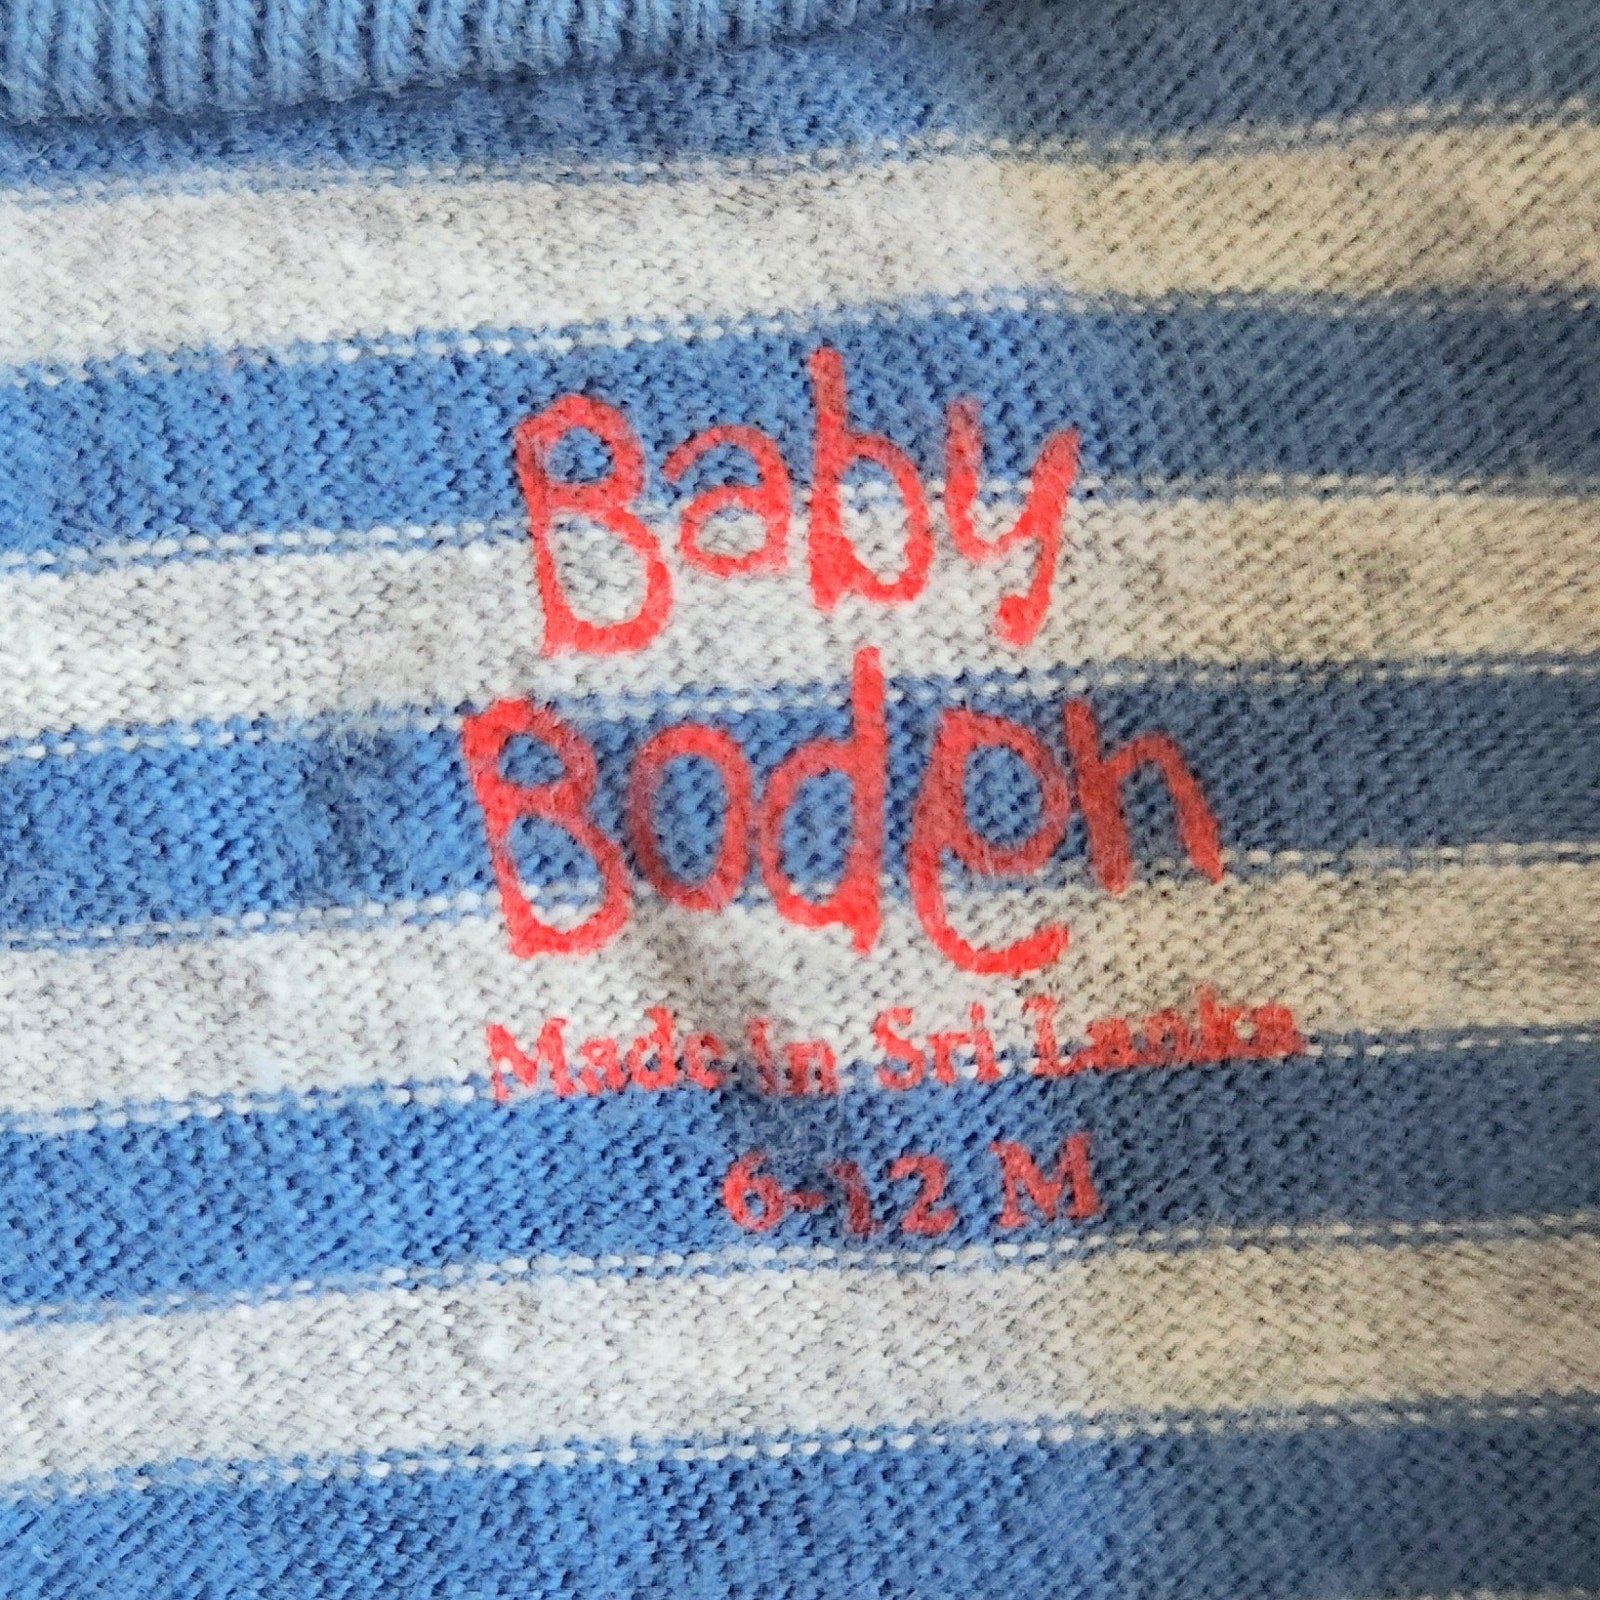 Baby
Boden
Made in Sri Lanka
6-12 M